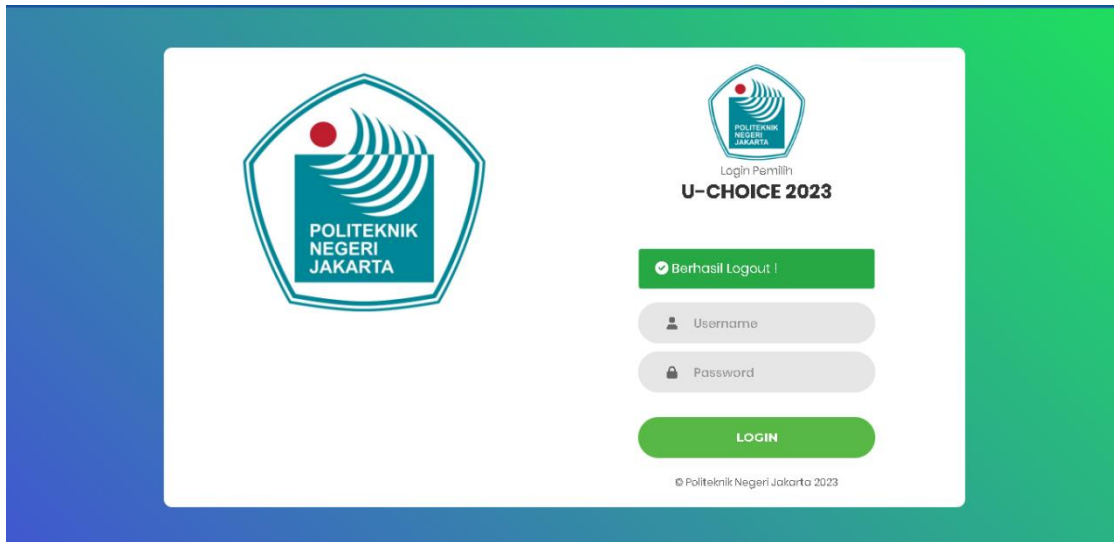 POLITEKNIK
NEGERI
JAKARTA
POLITEKNIK
NEGERI
JAKARTA
Login Pemilih
U-CHOICE 2023
Berhasil Logout !
Username
Password
LOGIN
© Politeknik Negeri Jakarta 2023